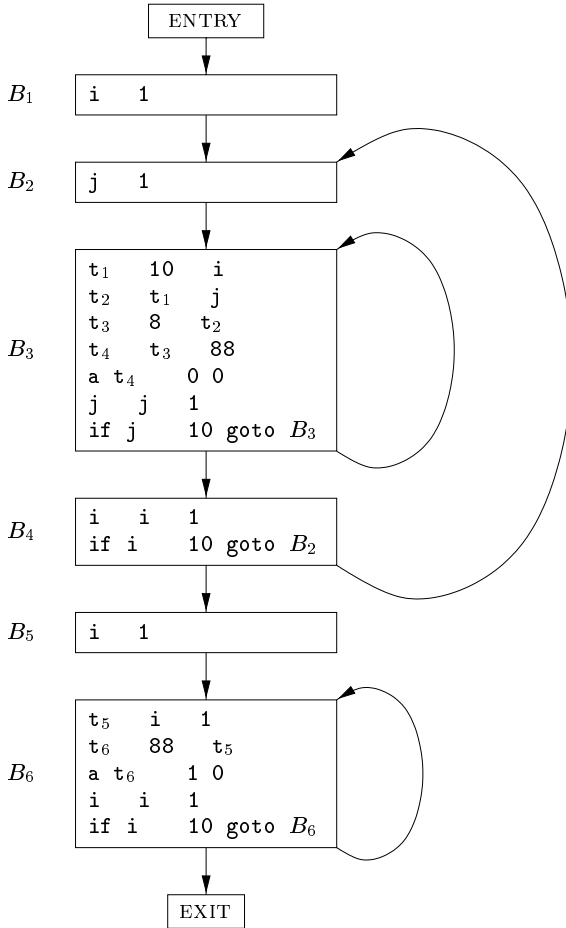 ENTRY
B₁ i 1
B₂ j 1
t₁ 10 i
t₂ t₁ j
t₃ 8 t₂
B₃ t₄ t₃ 88
a t₄ 0 0
j j 1
if j 10 goto B₃
B₄ i i 1
if i 10 goto B₂
B₅ i 1
t₅ i 1
t₆ 88 t₅
B₆ a t₆ 1 0
i i 1
if i 10 goto B₆
EXIT